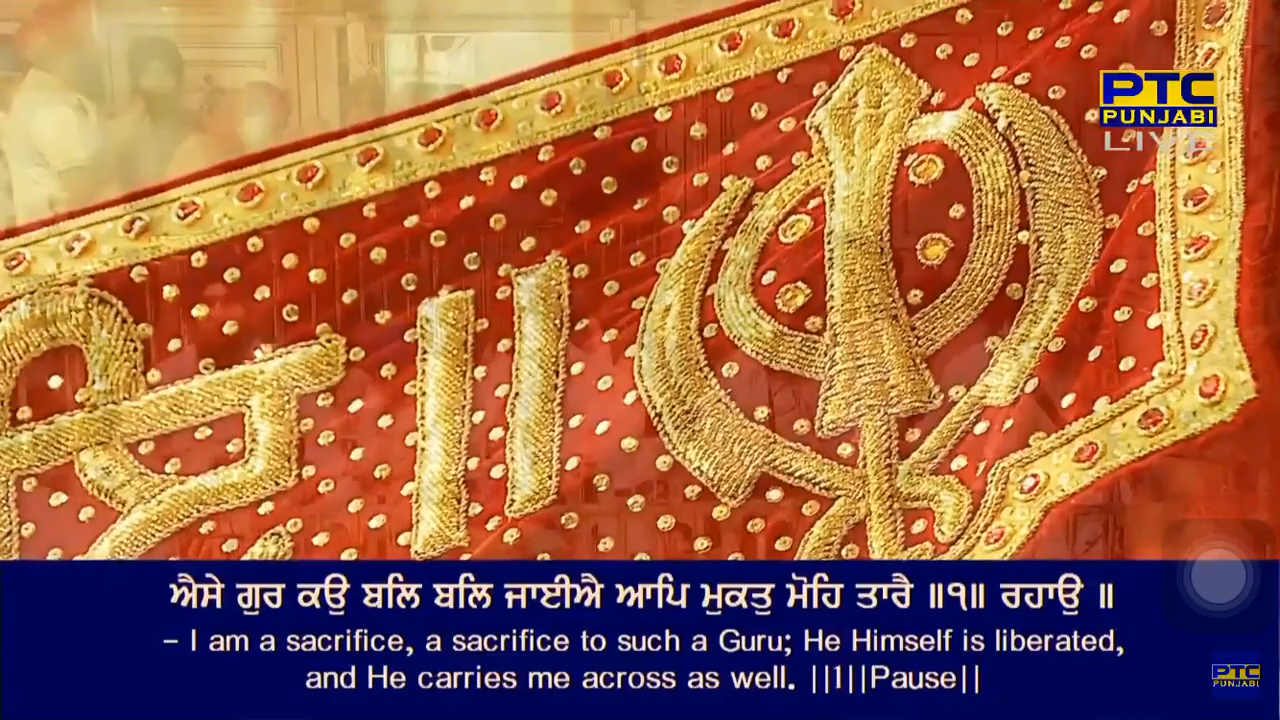 PTC
PUNJABI
LIVE
ਐਸੇ ਗੁਰ ਕਉ ਬਲਿ ਬਲਿ ਜਾਈਐ ਆਪਿ ਮੁਕਤੁ ਮੋਹਿ ਤਾਰੈ ॥੧॥ ਰਹਾਉ ॥
– I am a sacrifice, a sacrifice to such a Guru; He Himself is liberated,
and He carries me across as well. ||1||Pause||
PTC
PUNJABI